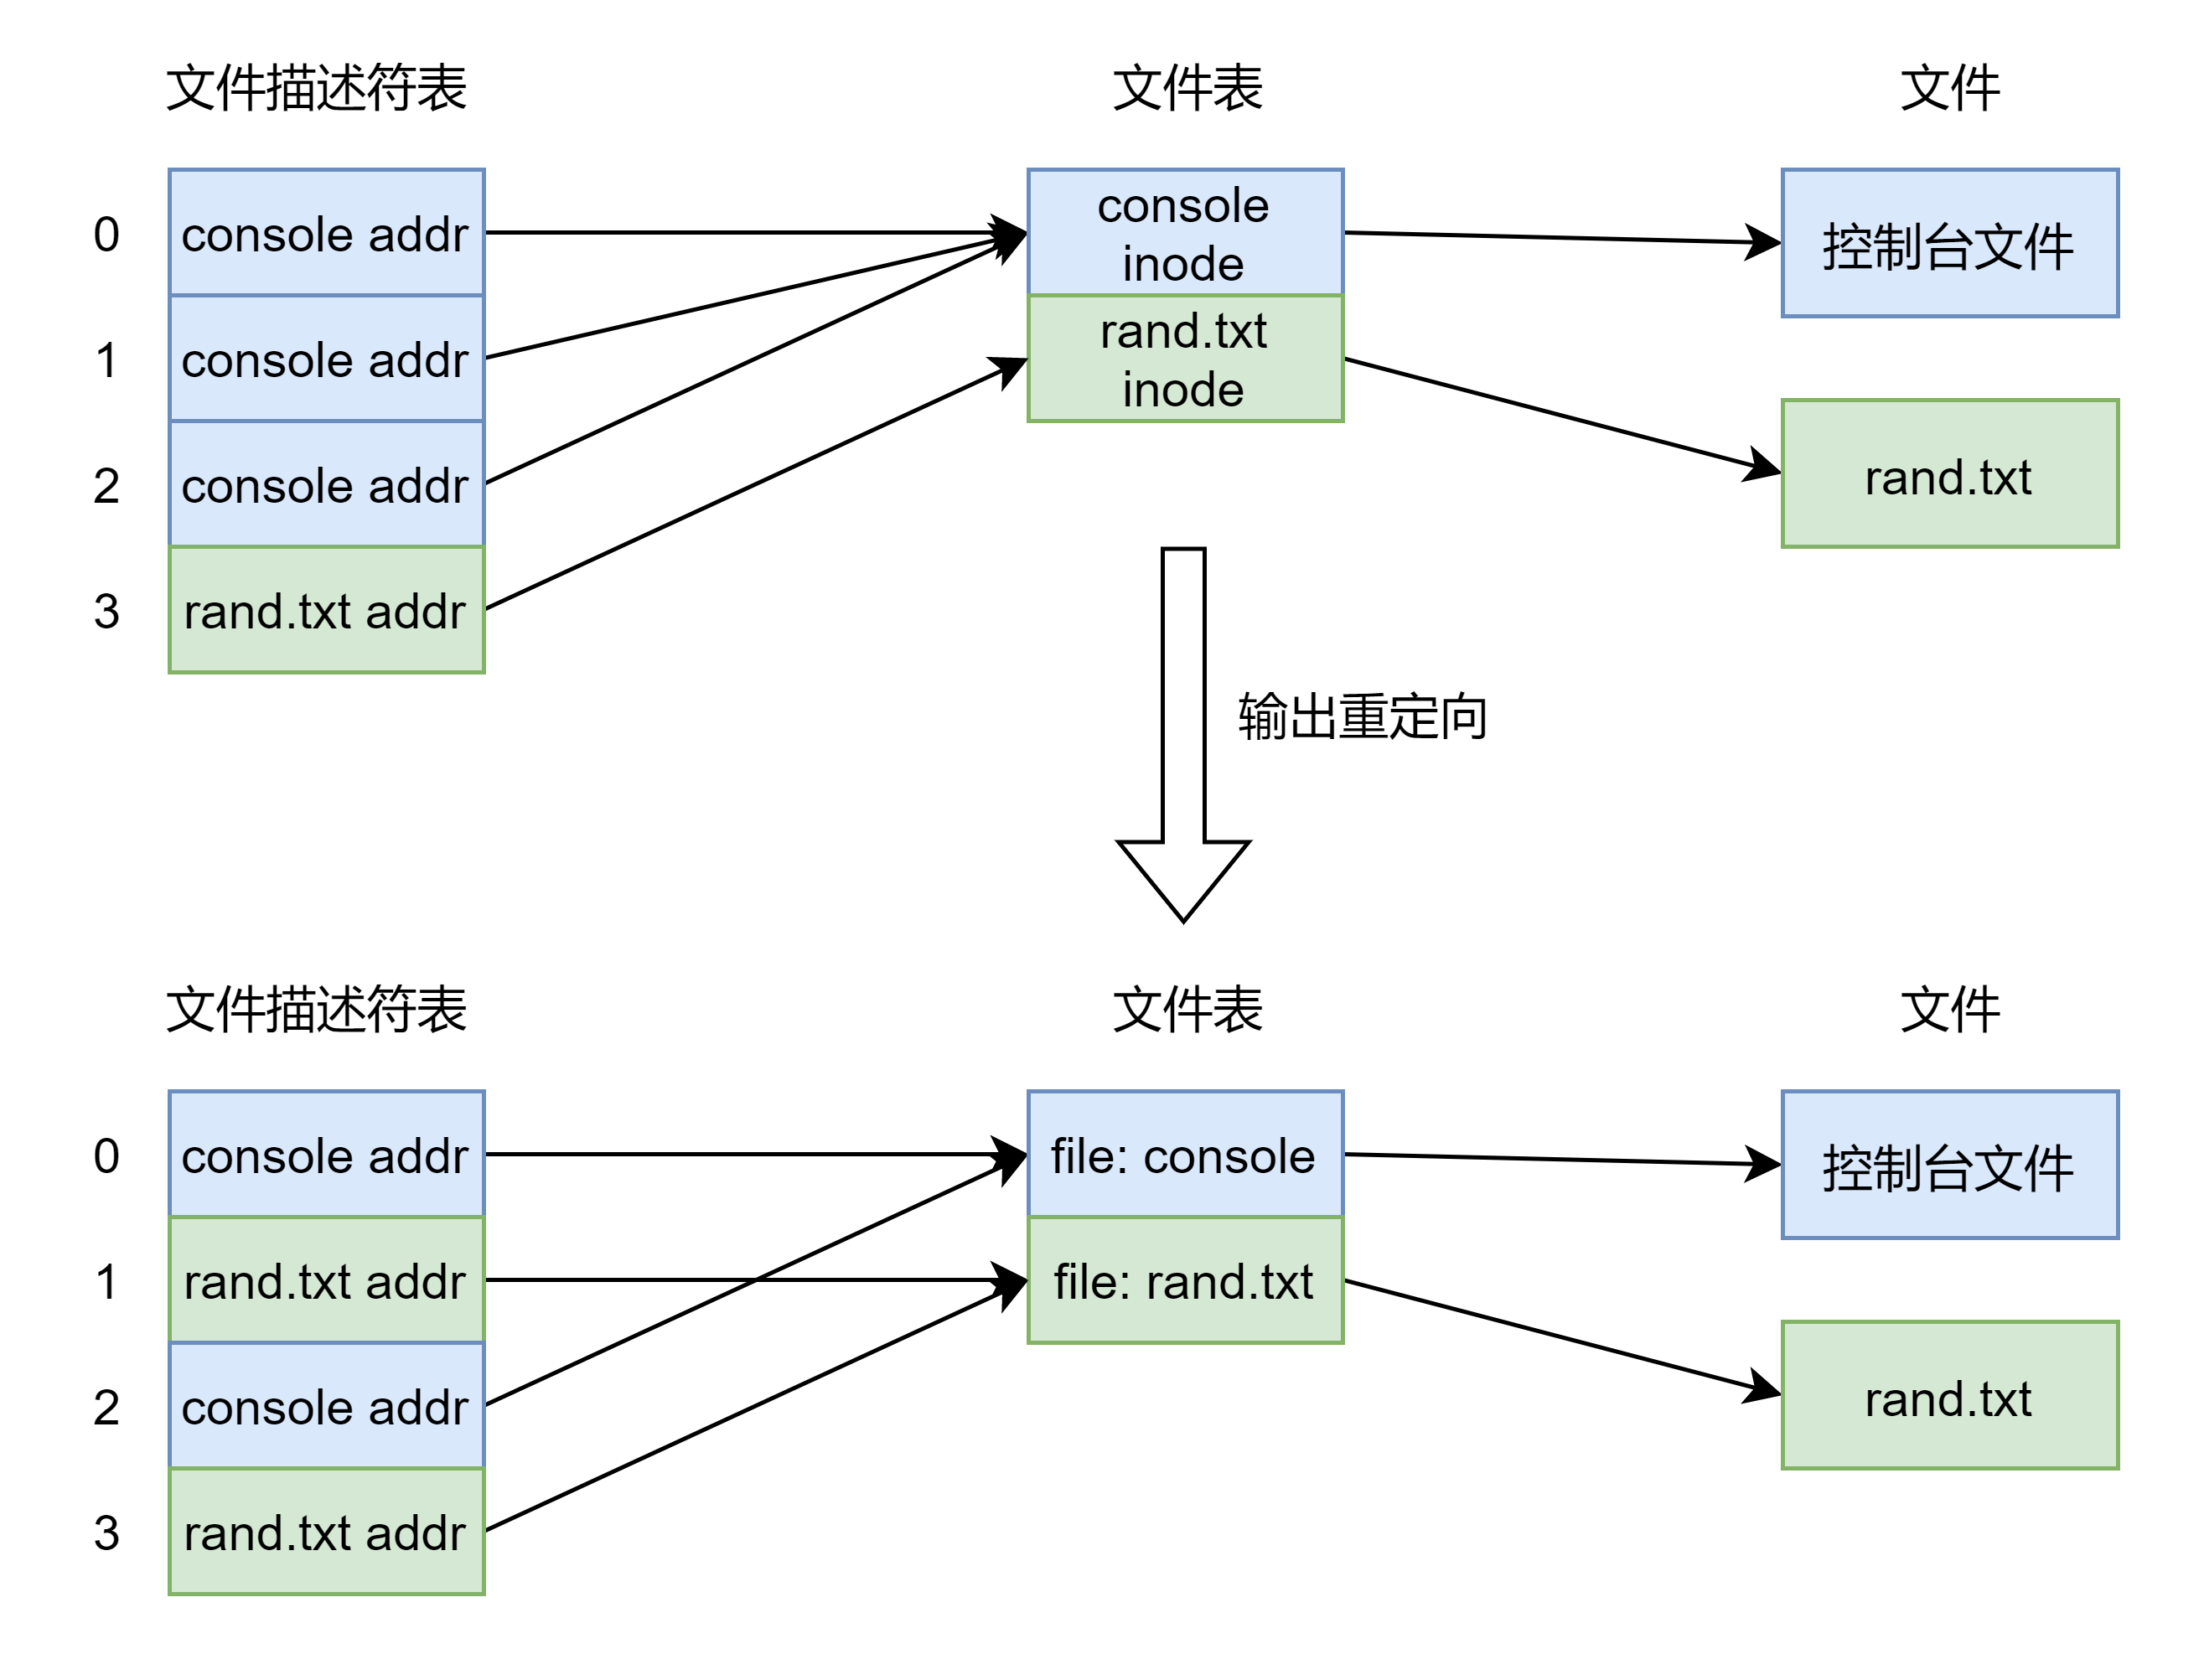 文件描述符表
文件表
文件
0
console addr
console
inode
控制台文件
1
console addr
rand.txt
inode
2
console addr
rand.txt
3
rand.txt addr
输出重定向
文件描述符表
文件表
文件
0
console addr
file: console
控制台文件
1
rand.txt addr
file: rand.txt
2
console addr
rand.txt
3
rand.txt addr